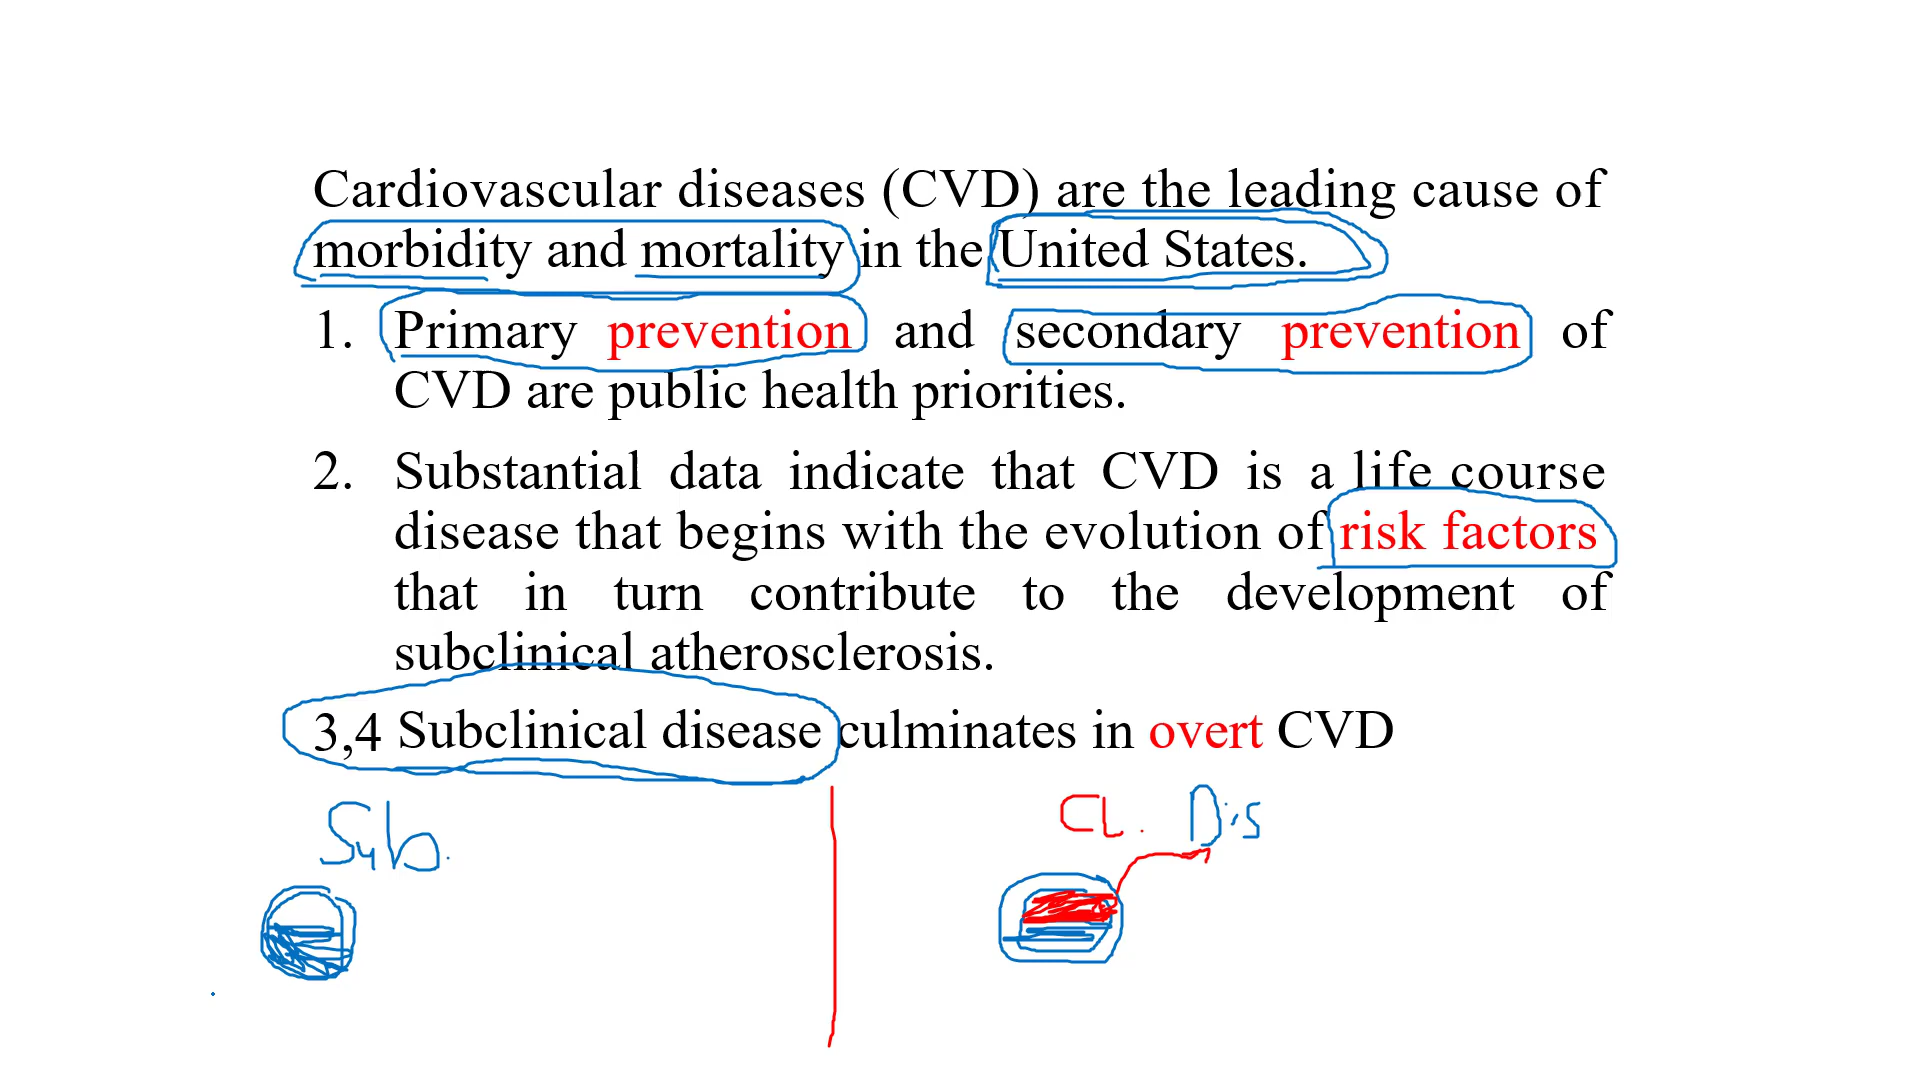 Cardiovascular diseases (CVD) are the leading cause of
morbidity and mortality in the United States.
1. Primary prevention and secondary prevention of
CVD are public health priorities.
2. Substantial data indicate that CVD is a life course
disease that begins with the evolution of risk factors
that in turn contribute to the development of
subclinical atherosclerosis.
3,4 Subclinical disease culminates in overt CVD
Sub.
CL. Dis